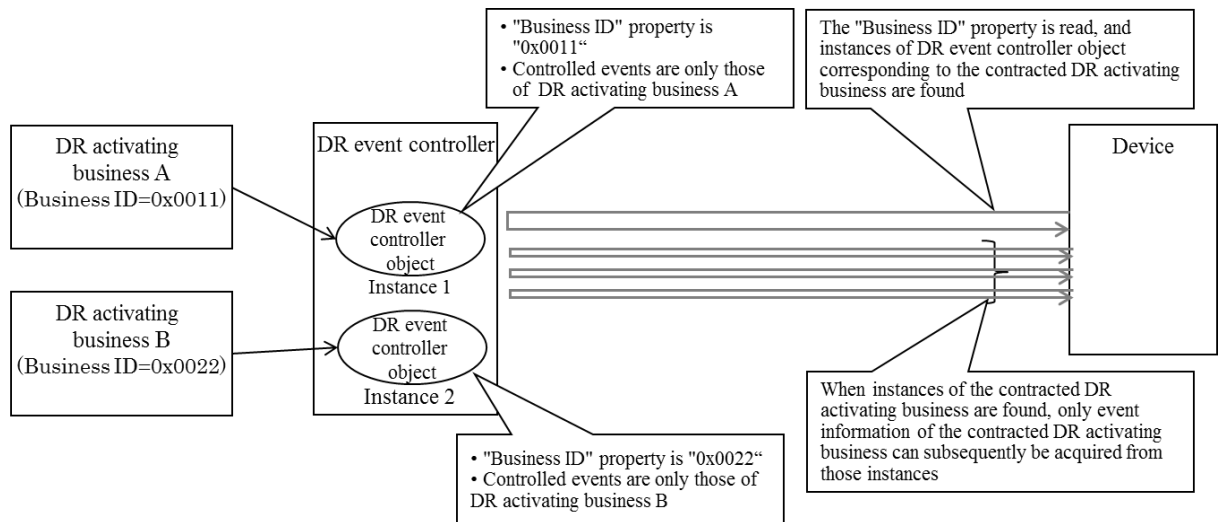 • "Business ID" property is
"0x0011“
• Controlled events are only those
of DR activating business A
The "Business ID" property is read, and
instances of DR event controller object
corresponding to the contracted DR activating
business are found
DR activating
business A
(Business ID=0x0011)
DR event controller
Device
DR event
controller
object
Instance 1
DR activating
business B
(Business ID=0x0022)
DR event
controller
object
Instance 2
When instances of the contracted DR
activating business are found, only event
information of the contracted DR activating
business can subsequently be acquired from
those instances
• "Business ID" property is "0x0022“
• Controlled events are only those of
DR activating business B